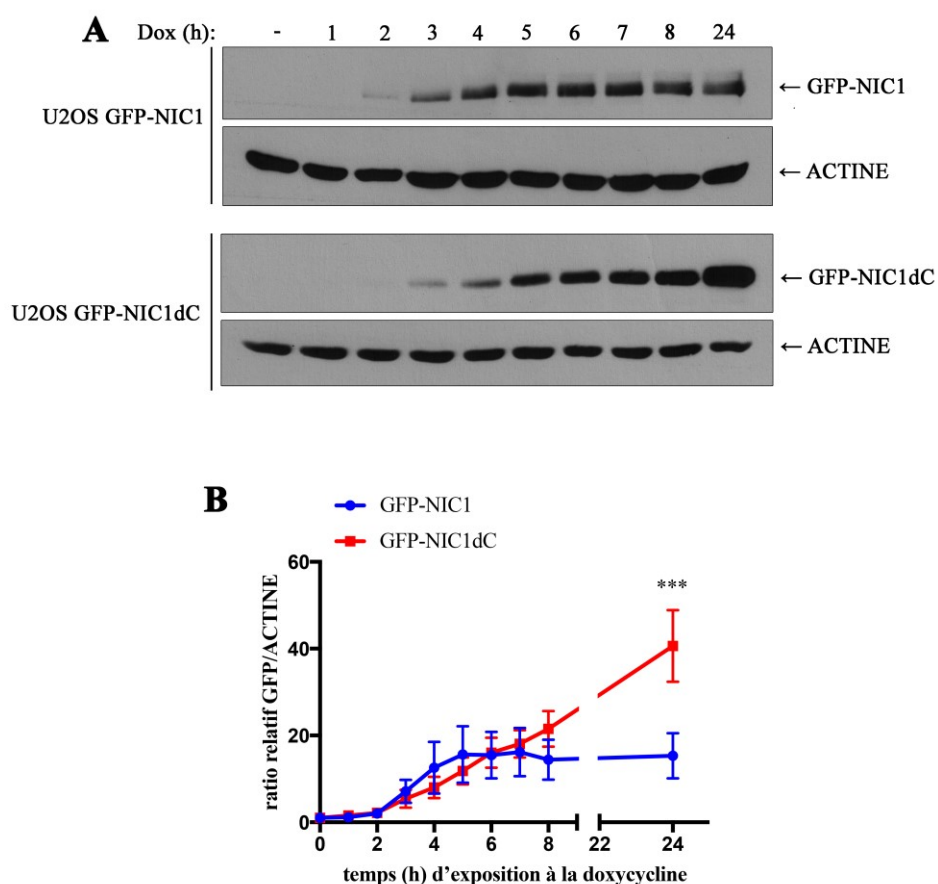 A
Dox (h): - 1 2 3 4 5 6 7 8 24
U2OS GFP-NIC1
← GFP-NIC1
← ACTINE
U2OS GFP-NIC1dC
← GFP-NIC1dC
← ACTINE
B
GFP-NIC1
GFP-NIC1dC
ratio relatif GFP/ACTINE
60
40
20
0
***
0 2 4 6 8 22 24
temps (h) d'exposition à la doxycycline